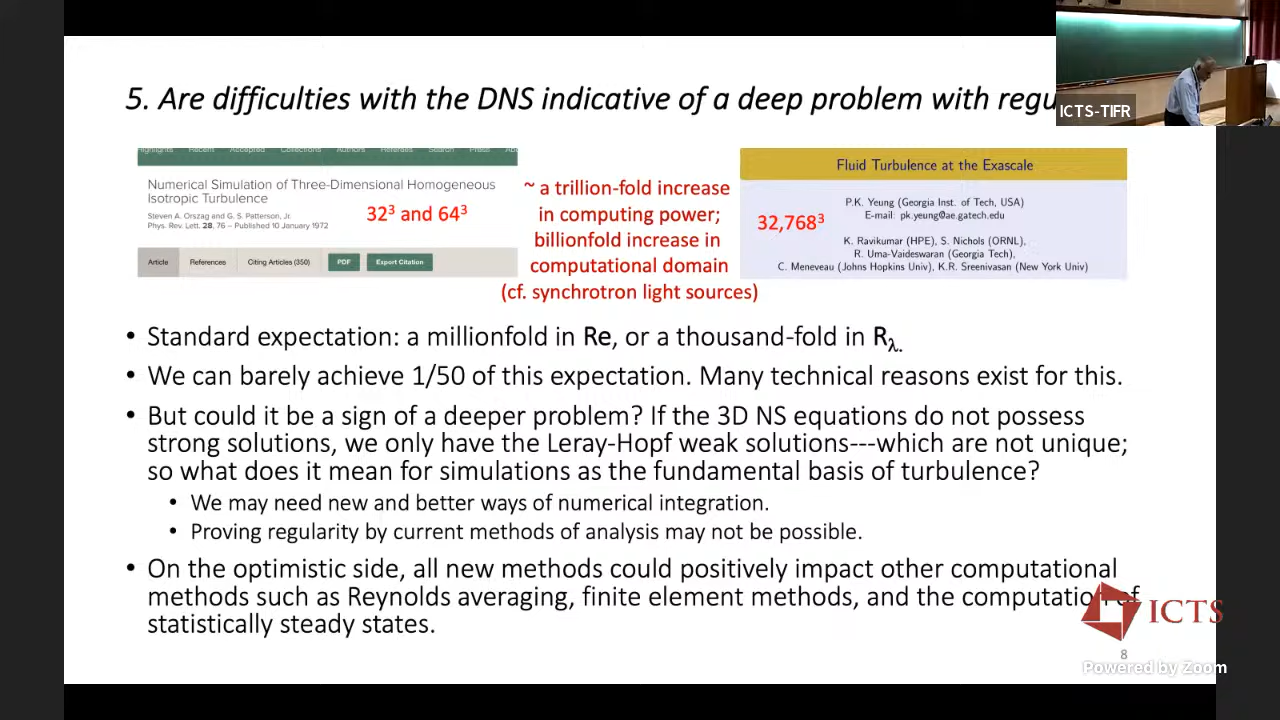 5. Are difficulties with the DNS indicative of a deep problem with regu
ICTS-TIFR
Highlights Recent Accepted Collections Authors Referees Search Press
Numerical Simulation of Three-Dimensional Homogeneous
Isotropic Turbulence
Steven A. Orszag and G. S. Patterson, Jr.
Phys. Rev. Lett. 28, 76 – Published 10 January 1972
32³ and 64³
Article References Citing Articles (350) PDF Export Citation
~ a trillion-fold increase
in computing power;
billionfold increase in
computational domain
(cf. synchrotron light sources)
Fluid Turbulence at the Exascale
P.K. Yeung (Georgia Inst. of Tech, USA)
E-mail: pk.yeung@ae.gatech.edu
32,768³
K. Ravikumar (HPE), S. Nichols (ORNL),
R. Uma-Vaideswaran (Georgia Tech),
C. Meneveau (Johns Hopkins Univ), K.R. Sreenivasan (New York Univ)
• Standard expectation: a millionfold in Re, or a thousand-fold in Rλ.
• We can barely achieve 1/50 of this expectation. Many technical reasons exist for this.
• But could it be a sign of a deeper problem? If the 3D NS equations do not possess
strong solutions, we only have the Leray-Hopf weak solutions---which are not unique;
so what does it mean for simulations as the fundamental basis of turbulence?
• We may need new and better ways of numerical integration.
• Proving regularity by current methods of analysis may not be possible.
• On the optimistic side, all new methods could positively impact other computational
methods such as Reynolds averaging, finite element methods, and the computation of
statistically steady states.
ICTS
8
Powered by Zoom